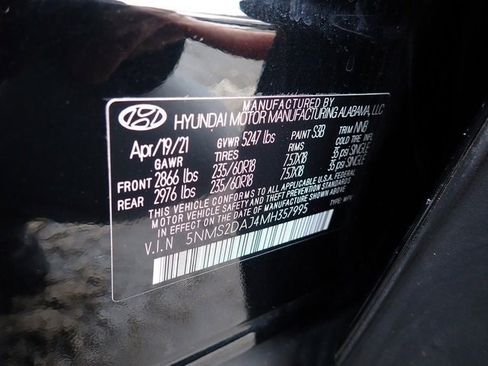 MANUFACTURED BY
HYUNDAI MOTOR MANUFACTURING ALABAMA, LLC
Apr/19/21 GVWR 5247 lbs PAINT S3B TRIM NNB
GAWR TIRES RIMS COLD TIRE INFL
FRONT 2866 lbs 235/60R18 7.5JX18 35 psi SINGLE
REAR 2976 lbs 235/60R18 7.5JX18 35 psi SINGLE
THIS VEHICLE CONFORMS TO ALL APPLICABLE U.S.A. FEDERAL
MOTOR VEHICLE SAFETY AND THEFT PREVENTION STANDARDS
IN EFFECT ON THE DATE OF MANUFACTURE SHOWN ABOVE.
V.I.N 5NMS2DAJ4MH357995 TYPE: MPV